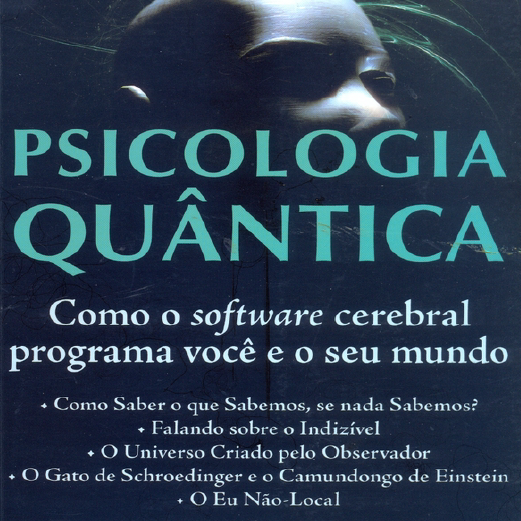 PSICOLOGIA
QUÂNTICA
Como o software cerebral
programa você e o seu mundo
Como Saber o que Sabemos, se nada Sabemos?
Falando sobre o Indizível
O Universo Criado pelo Observador
O Gato de Schroedinger e o Camundongo de Einstein
O Eu Não-Local